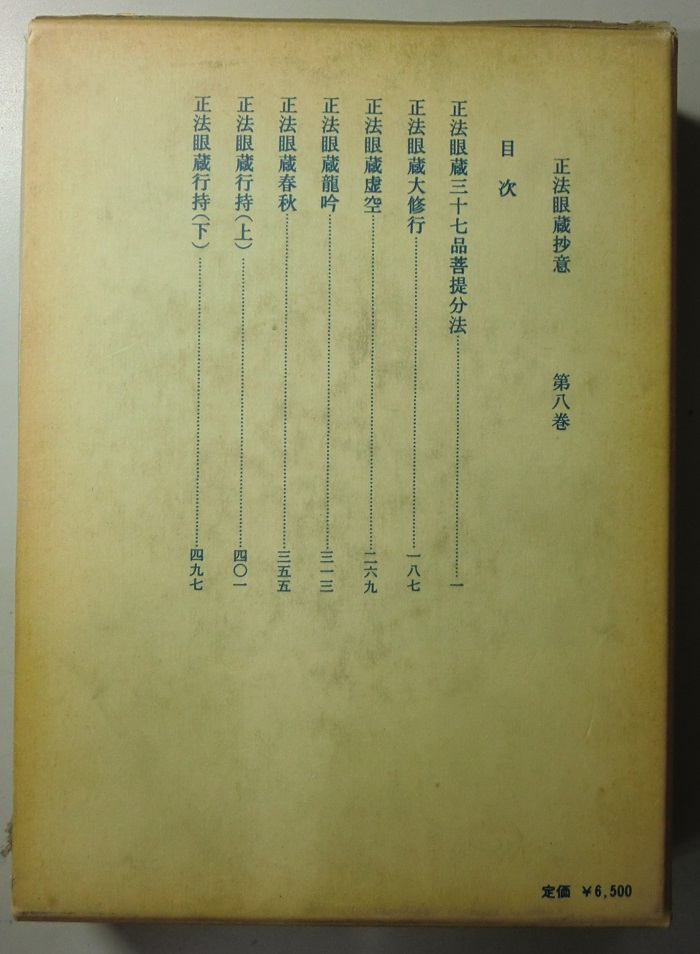 正法眼蔵抄意　第八巻
目次
正法眼蔵三十七品菩提分法…………一
正法眼蔵大修行…………一八七
正法眼蔵虚空…………二六九
正法眼蔵龍吟…………三一三
正法眼蔵春秋…………三五五
正法眼蔵行持（上）…………四〇一
正法眼蔵行持（下）…………四九七
定価 ￥6,500